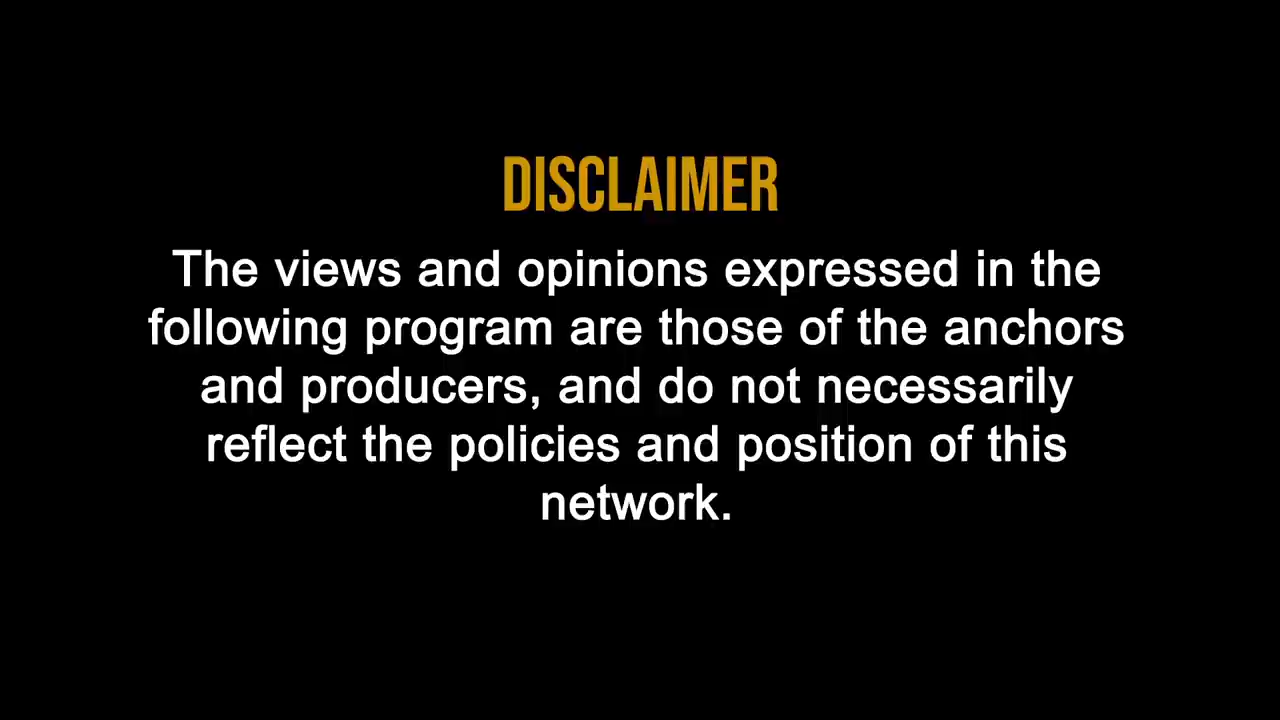 DISCLAIMER
The views and opinions expressed in the
following program are those of the anchors
and producers, and do not necessarily
reflect the policies and position of this
network.